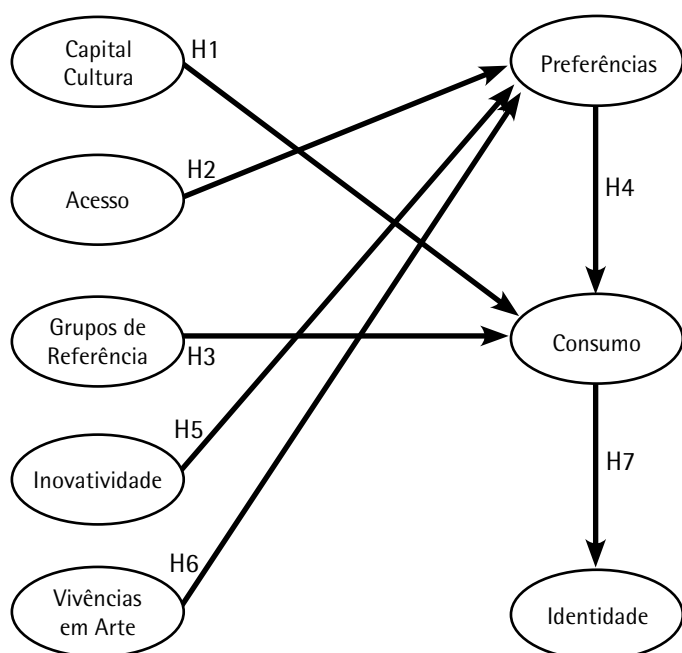 Capital
Cultura
H1
Preferências
H2
Acesso
H4
Grupos de
Referência
H3
Consumo
H5
Inovatividade
H7
H6
Vivências
em Arte
Identidade